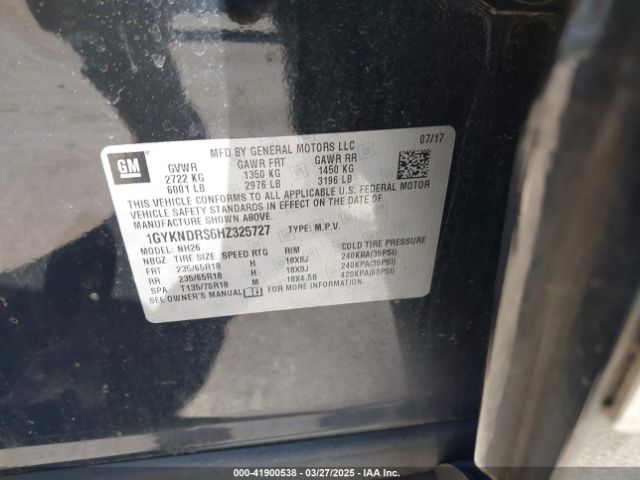 GM
MFD BY GENERAL MOTORS LLC 07/17
GVWR GAWR FRT GAWR RR
2722 KG 1350 KG 1450 KG
6001 LB 2976 LB 3196 LB
THIS VEHICLE CONFORMS TO ALL APPLICABLE U.S. FEDERAL MOTOR
VEHICLE SAFETY STANDARDS IN EFFECT ON THE DATE OF
MANUFACTURE SHOWN ABOVE.
1GYKNDRS6HZ325727 TYPE: M.P.V.
MODEL: NH26
NBGZ TIRE SIZE SPEED RTG RIM COLD TIRE PRESSURE
FRT 235/65R18 H 18X8J 240KPA(35PSI)
RR 235/65R18 H 18X8J 240KPA(35PSI)
SPA T135/70R18 M 18X4.5B 420KPA(60PSI)
SEE OWNER'S MANUAL FOR MORE INFORMATION.
000-41900538 - 03/27/2025 - IAA Inc.